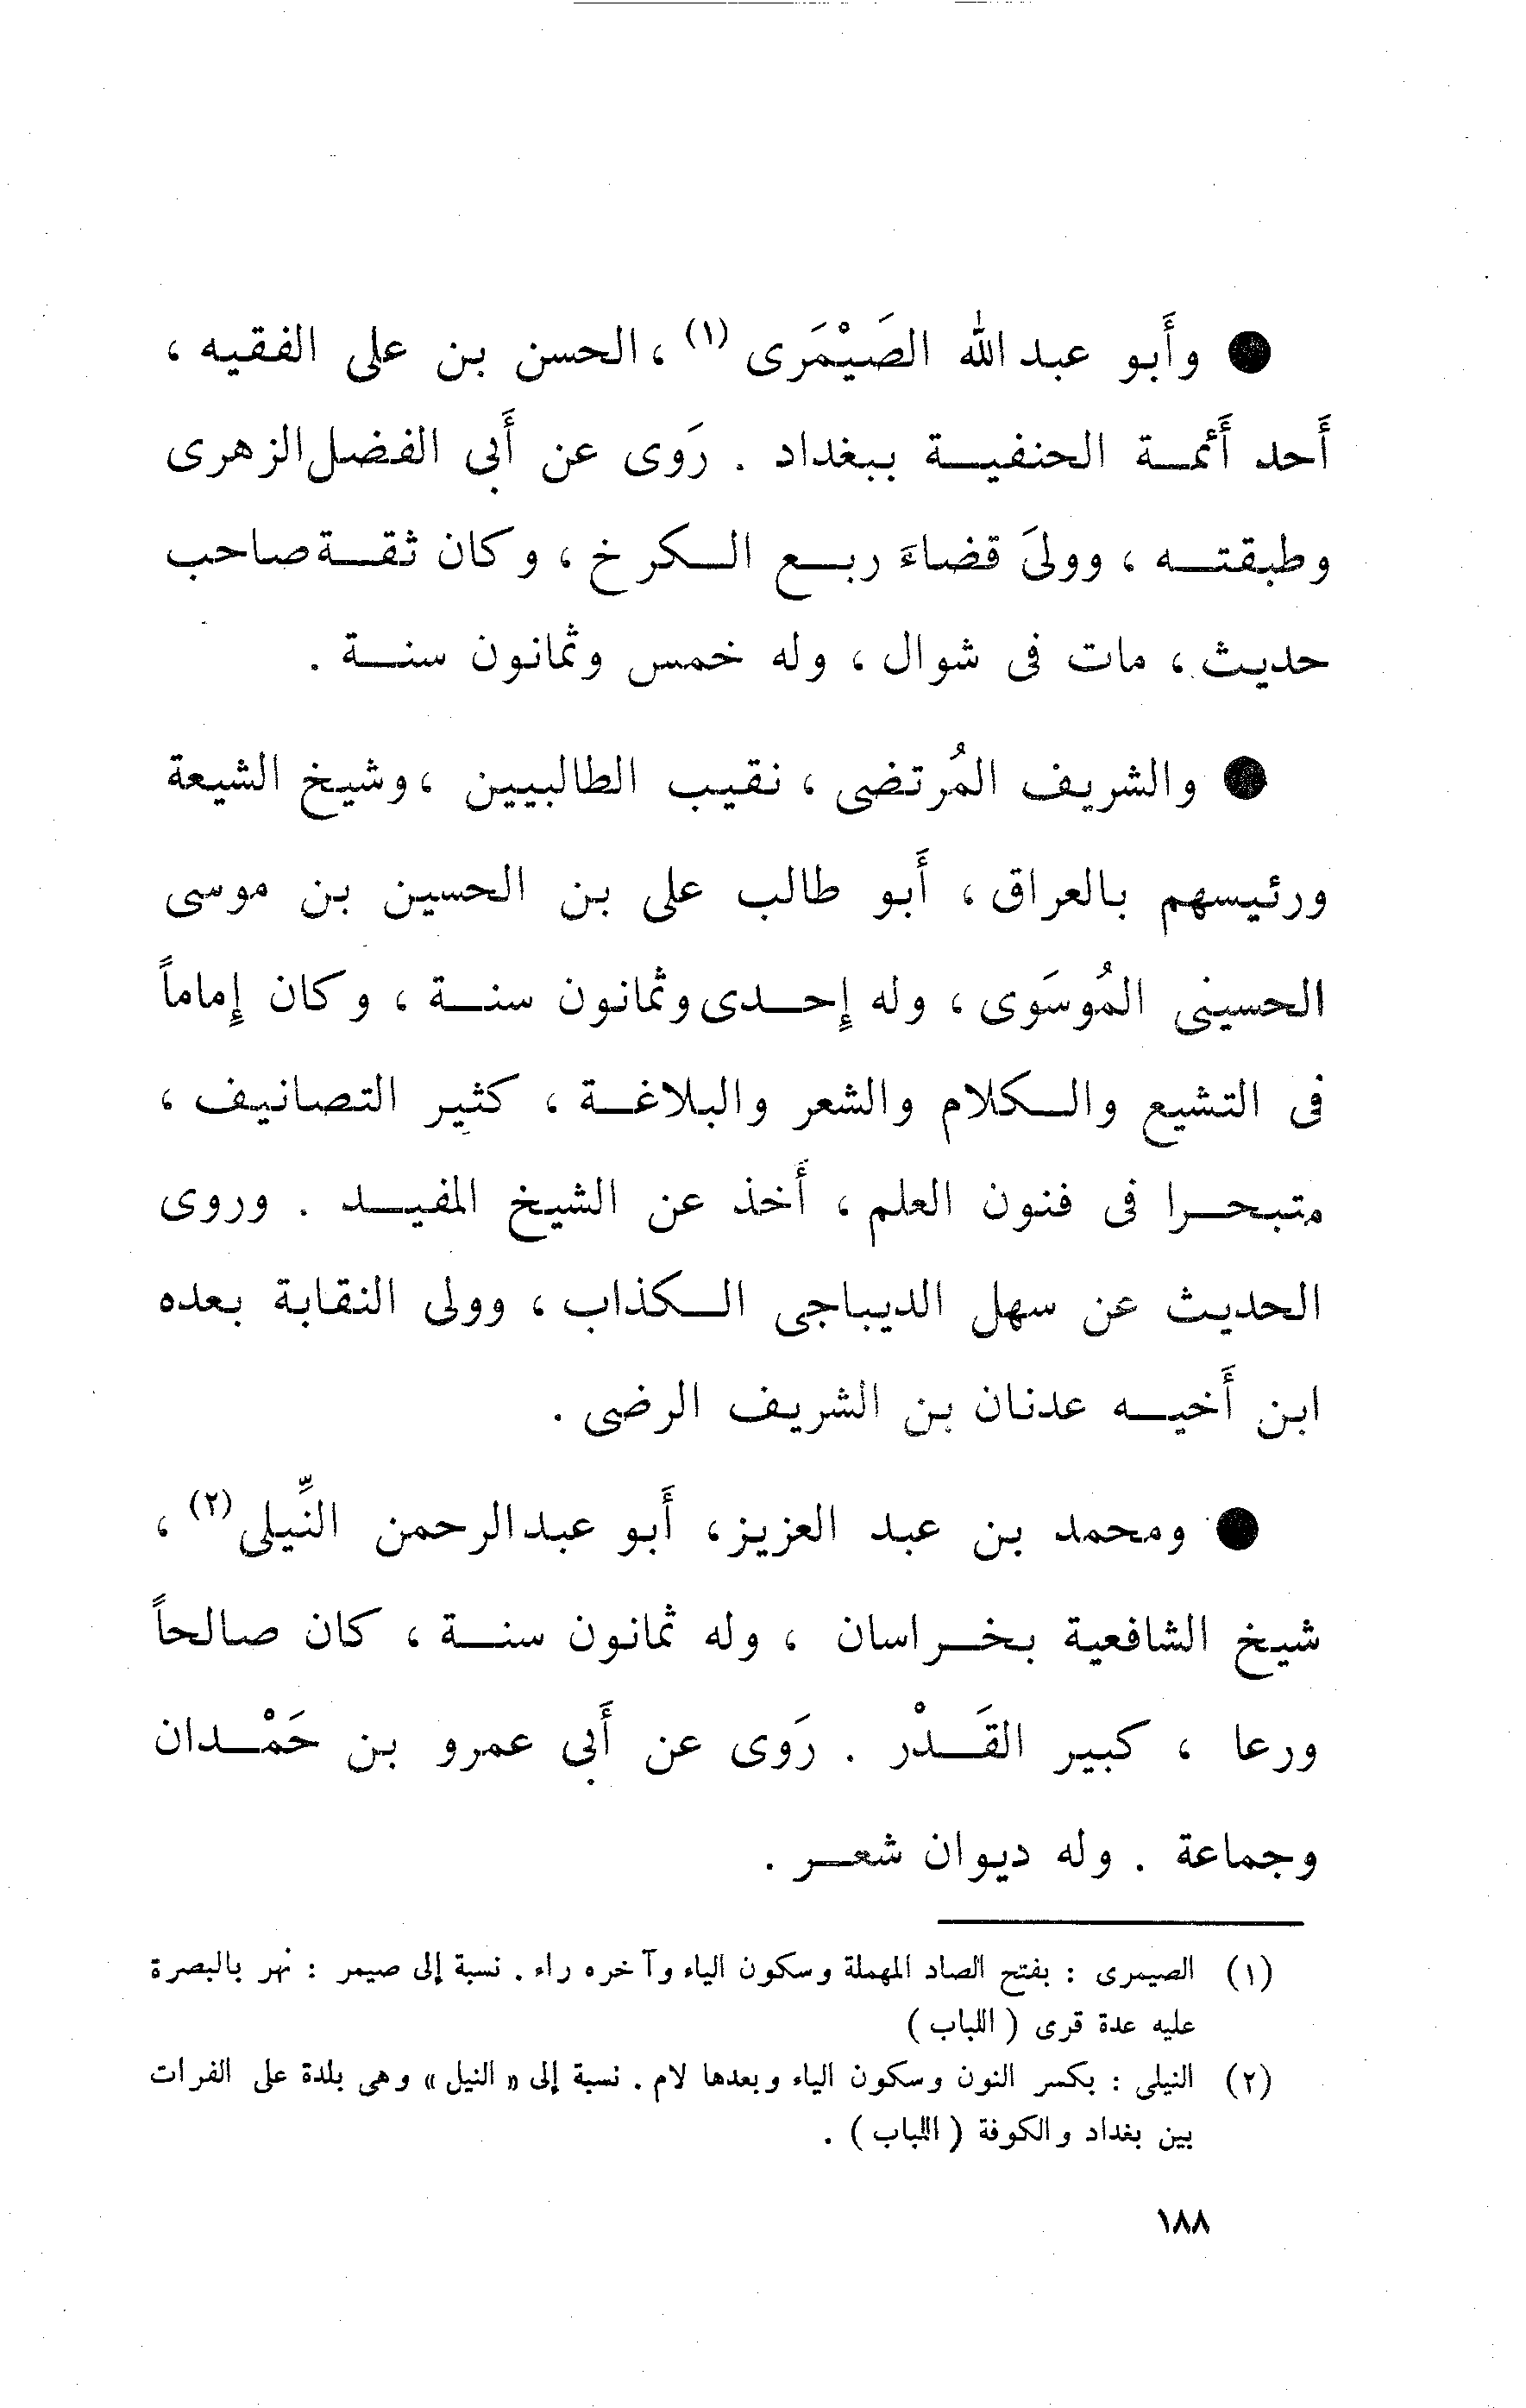 ● وأَبو عبد الله الصَيْمَرى (١) ، الحسن بن على الفقيه ،
أَحد أَئمة الحنفية ببغداد . رَوى عن أَبى الفضل الزهرى
وطبقته ، وولىَ قضاءَ ربع الكرخ ، وكان ثقة صاحب
حديث ، مات فى شوال ، وله خمس وثمانون سنة .
● والشريف المُرتضى ، نقيب الطالبيين ، وشيخ الشيعة
ورئيسهم بالعراق ، أَبو طالب على بن الحسين بن موسى
الحسينى المُوسَوى ، وله إحدى وثمانون سنة ، وكان إماماً
فى التشيع والكلام والشعر والبلاغة ، كثير التصانيف ،
متبحرا فى فنون العلم ، أَخذ عن الشيخ المفيد . وروى
الحديث عن سهل الديباجى الكذاب ، وولى النقابة بعده
ابن أَخيه عدنان بن الشريف الرضى .
● ومحمد بن عبد العزيز ، أَبو عبد الرحمن النِّيلى (٢) ،
شيخ الشافعية بخراسان ، وله ثمانون سنة ، كان صالحاً
ورعا ، كبير القَدْر . رَوى عن أَبى عمرو بن حَمْدان
وجماعة . وله ديوان شعر .
(١) الصيمرى : بفتح الصاد المهملة وسكون الياء وآخره راء . نسبة إلى صيمر : نهر بالبصرة
عليه عدة قرى ( اللباب )
(٢) النيلى : بكسر النون وسكون الياء وبعدها لام . نسبة إلى « النيل » وهى بلدة على الفرات
بين بغداد والكوفة ( اللباب ) .
١٨٨